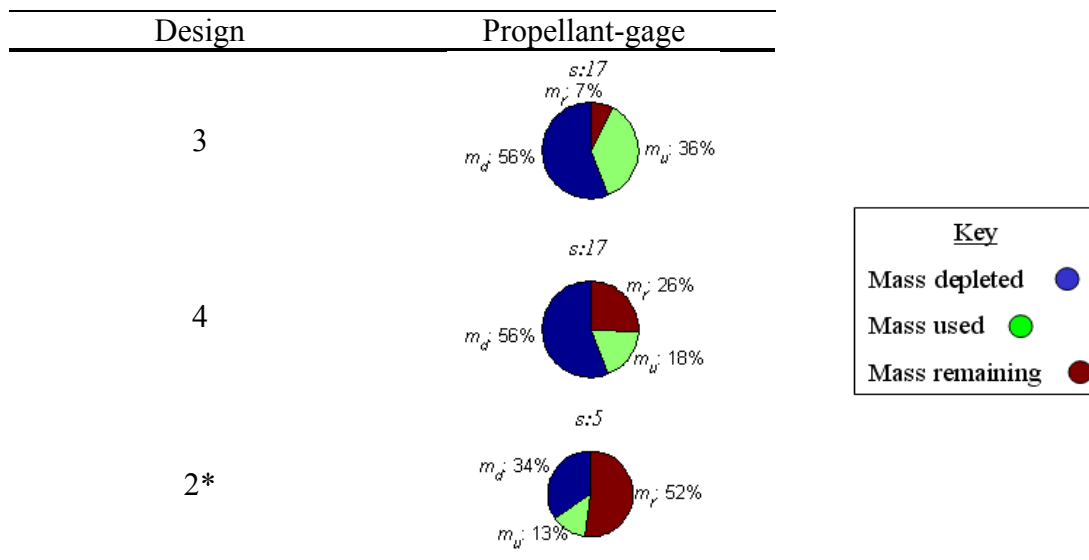 Design Propellant-gage
s:17
m_r: 7%
3
m_d: 56%
m_u: 36%
s:17
m_r: 26%
4
m_d: 56%
m_u: 18%
s:5
m_d: 34%
2*
m_r: 52%
m_u: 13%
Key
Mass depleted
Mass used
Mass remaining